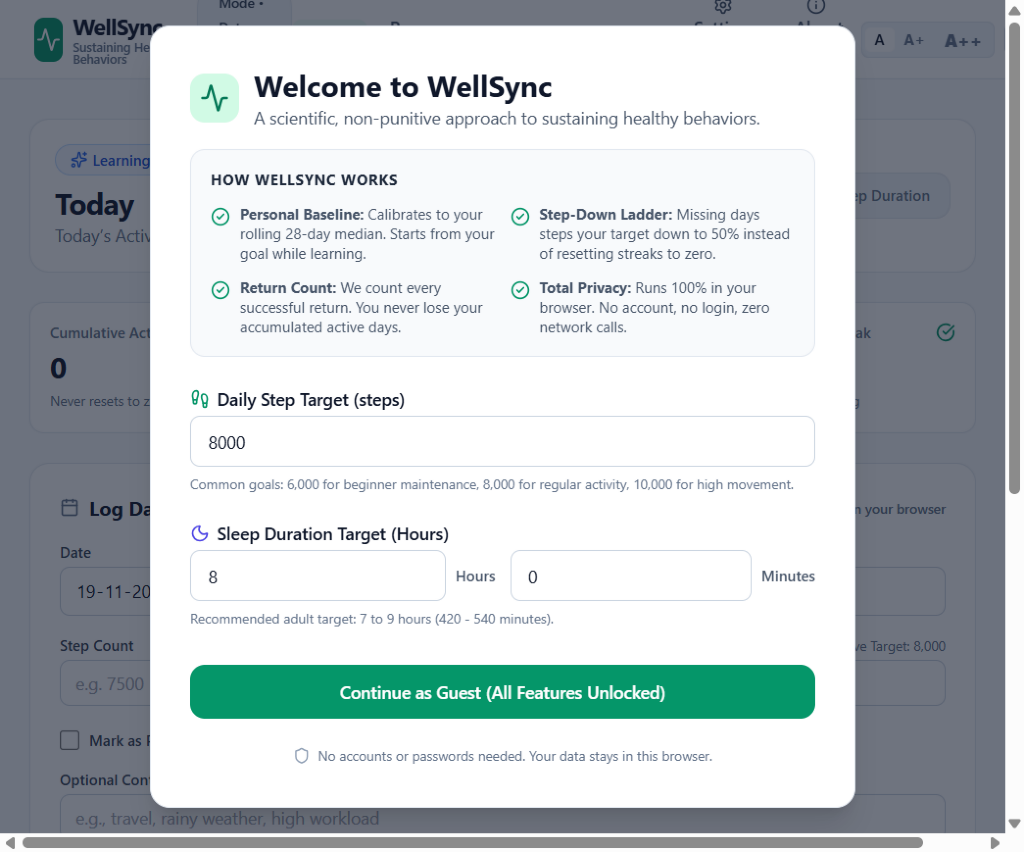 Mode •
WellSync
Sustaining He
Behaviors
A A+ A++
Welcome to WellSync
A scientific, non-punitive approach to sustaining healthy behaviors.
HOW WELLSYNC WORKS
Personal Baseline: Calibrates to your
rolling 28-day median. Starts from your
goal while learning.
Step-Down Ladder: Missing days
steps your target down to 50% instead
of resetting streaks to zero.
Return Count: We count every
successful return. You never lose your
accumulated active days.
Total Privacy: Runs 100% in your
browser. No account, no login, zero
network calls.
Daily Step Target (steps)
8000
Common goals: 6,000 for beginner maintenance, 8,000 for regular activity, 10,000 for high movement.
Sleep Duration Target (Hours)
8 Hours 0 Minutes
Recommended adult target: 7 to 9 hours (420 - 540 minutes).
Continue as Guest (All Features Unlocked)
No accounts or passwords needed. Your data stays in this browser.
Learning
Today
Today's Activ
ep Duration
Cumulative Act
0
Never resets to z
ak
g
Log Da
n your browser
Date
19-11-20
Step Count
ve Target: 8,000
e.g. 7500
Mark as
Optional Con
e.g., travel, rainy weather, high workload